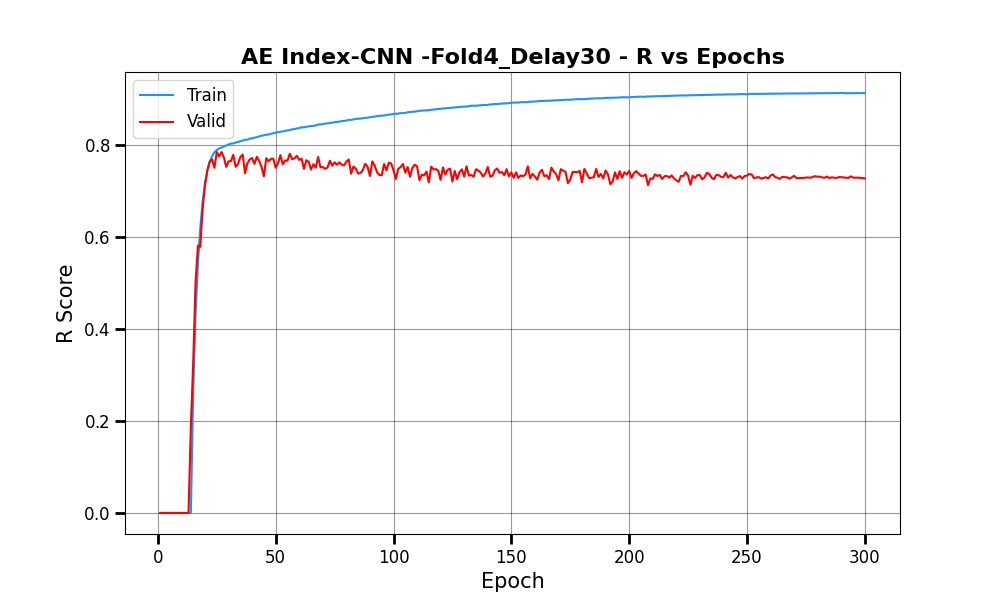 AE Index-CNN -Fold4_Delay30 - R vs Epochs
Train
Valid
R Score
0.8
0.6
0.4
0.2
0.0
0 50 100 150 200 250 300
Epoch